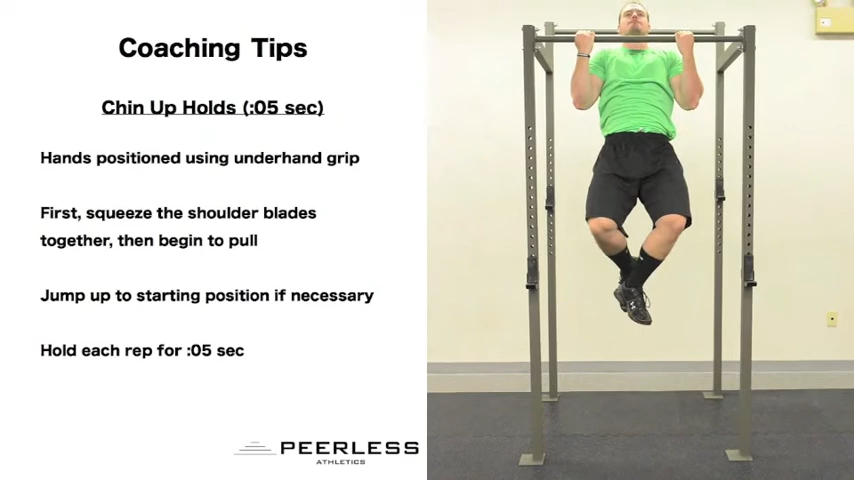 Coaching Tips
Chin Up Holds (:05 sec)
Hands positioned using underhand grip
First, squeeze the shoulder blades
together, then begin to pull
Jump up to starting position if necessary
Hold each rep for :05 sec
PEERLESS
ATHLETICS